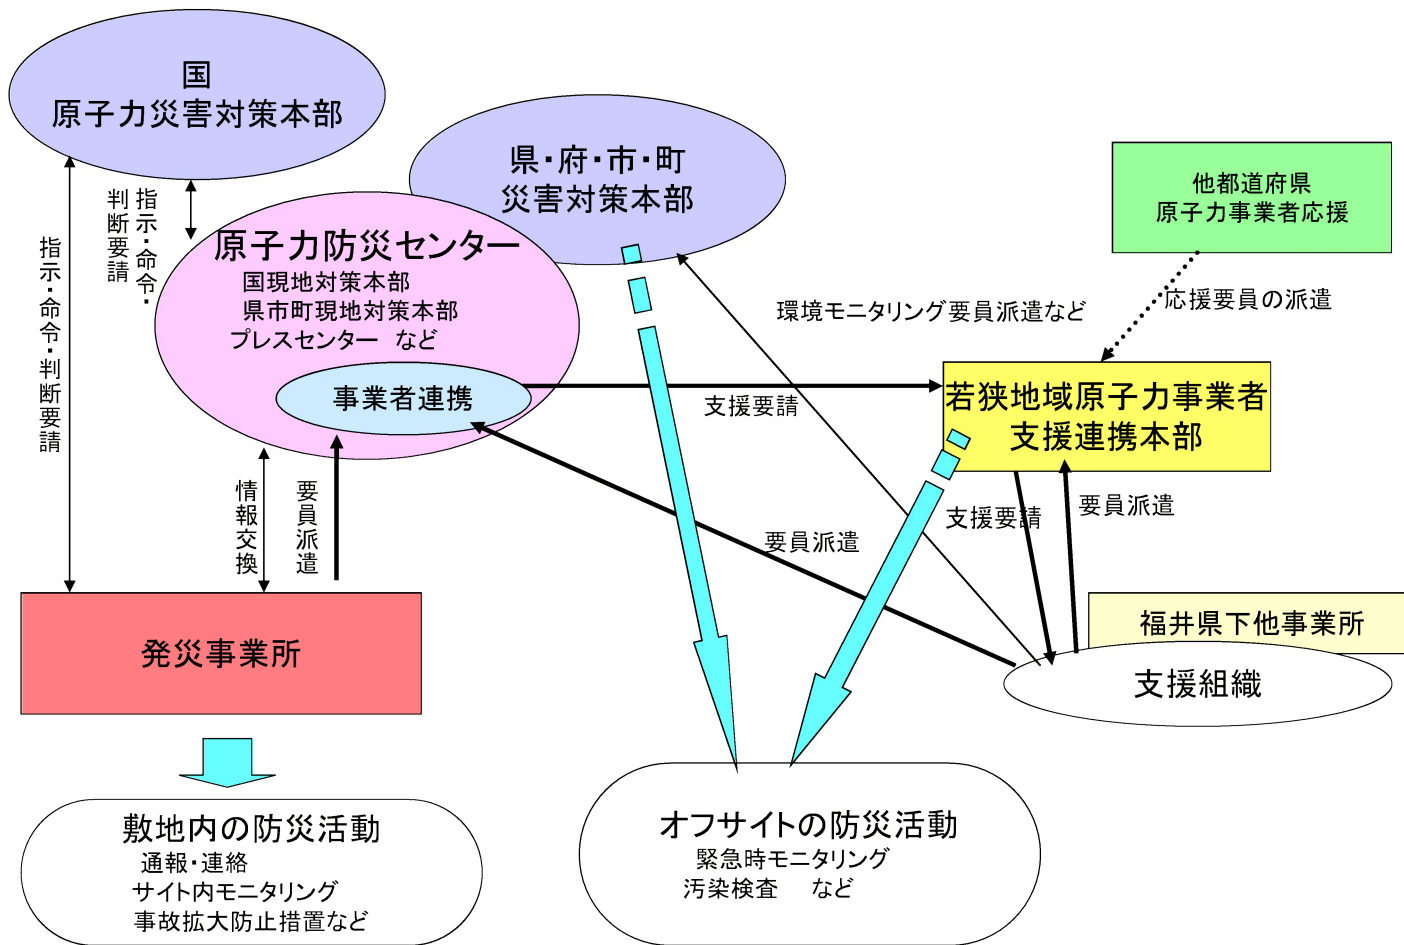 国
原子力災害対策本部
県・府・市・町
災害対策本部
他都道府県
原子力事業者応援
指示・命令・
判断要請
指示・命令・判断要請
原子力防災センター
国現地対策本部
県市町現地対策本部
プレスセンター など
事業者連携
環境モニタリング要員派遣など
応援要員の派遣
支援要請
若狭地域原子力事業者
支援連携本部
情報交換
要員派遣
要員派遣
支援要請
要員派遣
発災事業所
福井県下他事業所
支援組織
敷地内の防災活動
通報・連絡
サイト内モニタリング
事故拡大防止措置など
オフサイトの防災活動
緊急時モニタリング
汚染検査 など